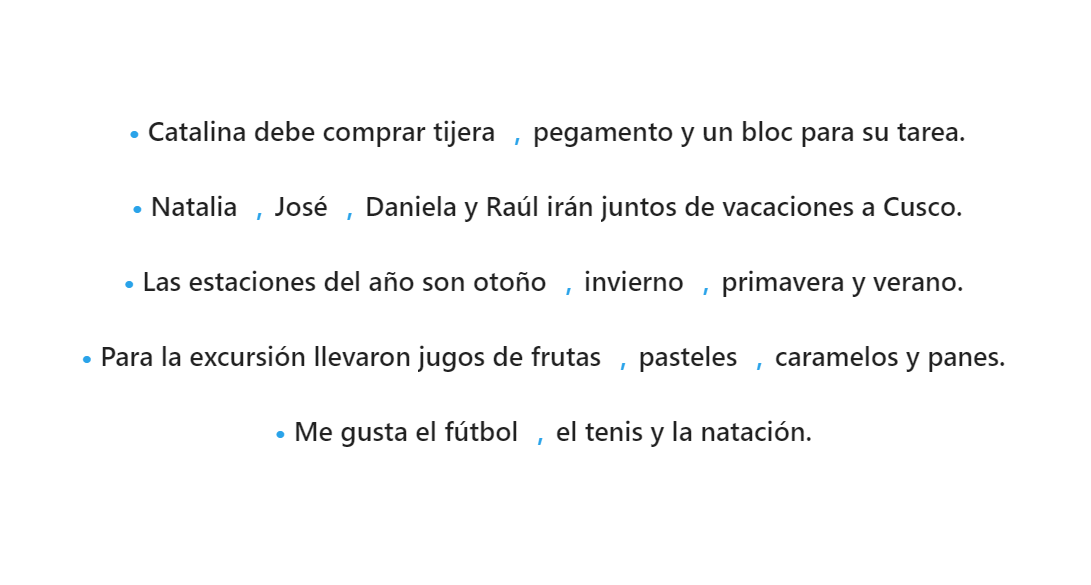 • Catalina debe comprar tijera , pegamento y un bloc para su tarea.
• Natalia , José , Daniela y Raúl irán juntos de vacaciones a Cusco.
• Las estaciones del año son otoño , invierno , primavera y verano.
• Para la excursión llevaron jugos de frutas , pasteles , caramelos y panes.
• Me gusta el fútbol , el tenis y la natación.